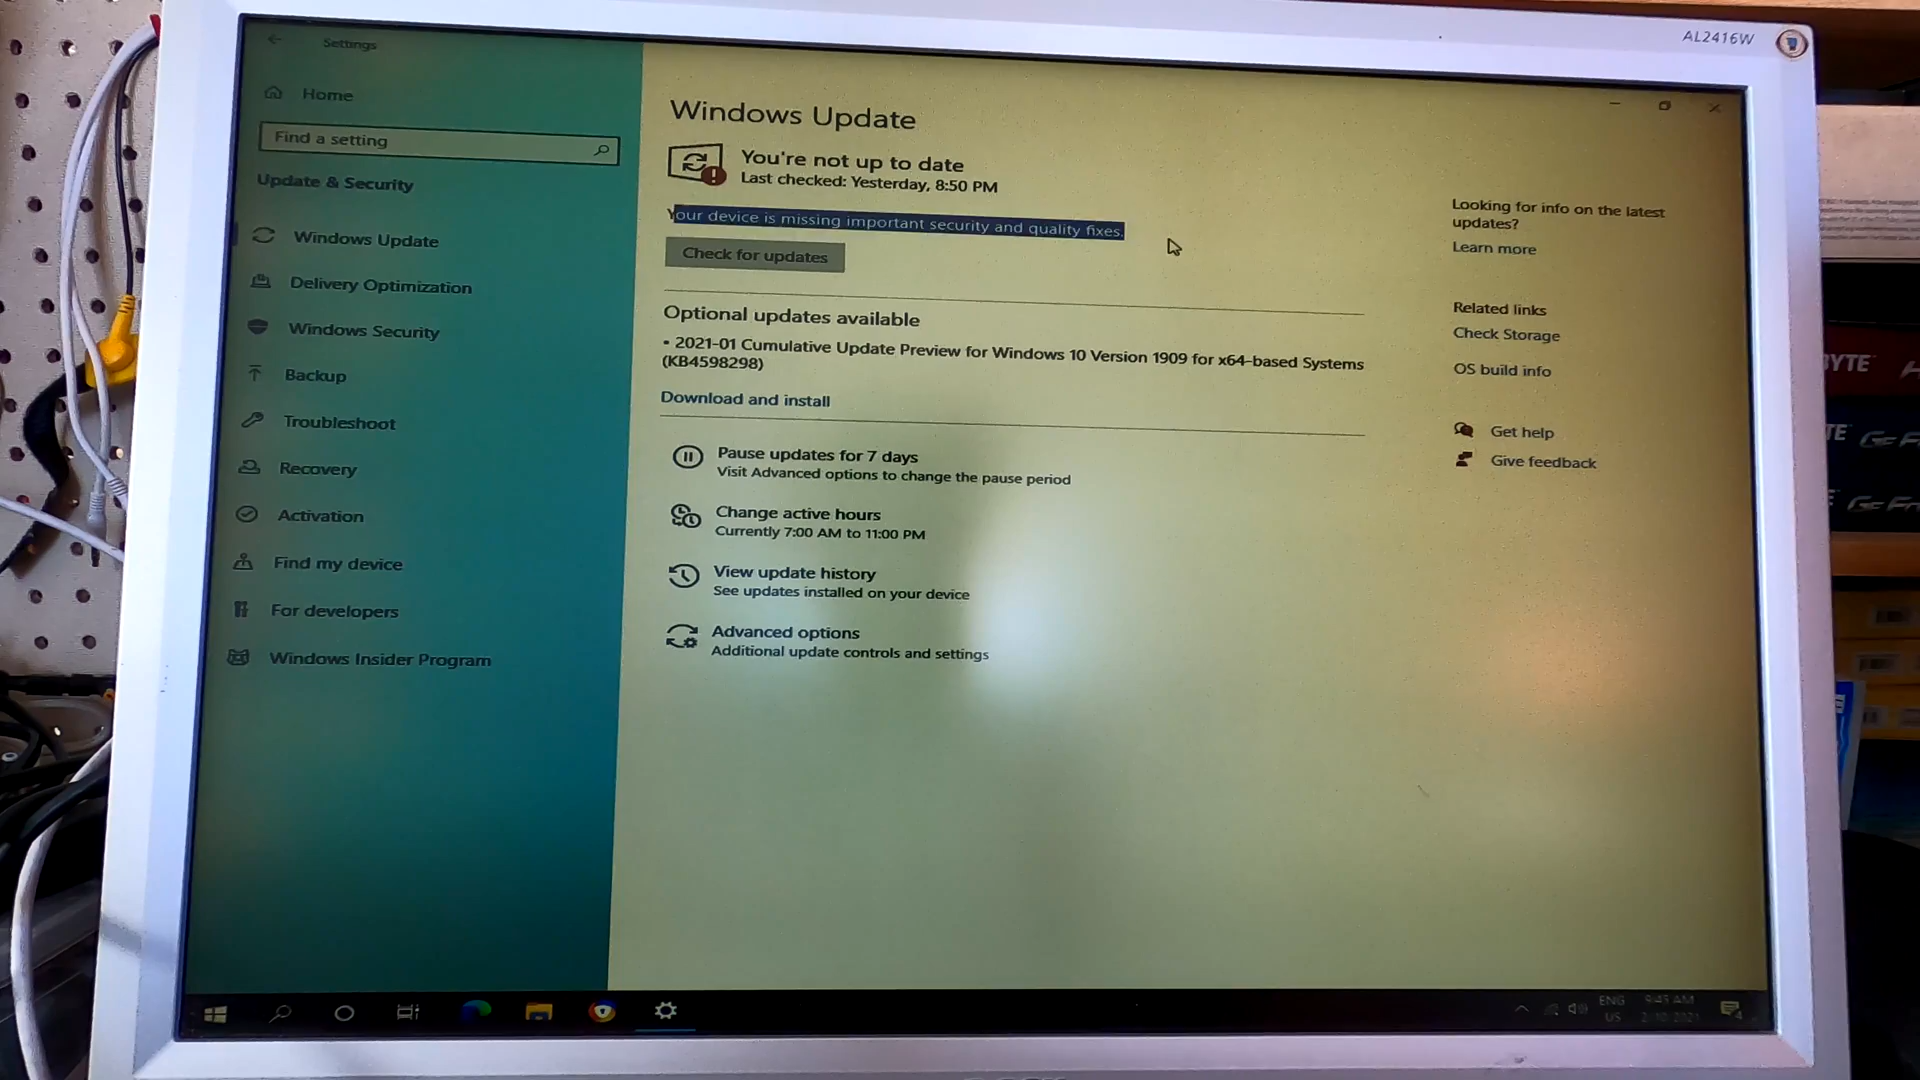 AL2416W
Settings
Home
Find a setting
Update & Security
Windows Update
Delivery Optimization
Windows Security
Backup
Troubleshoot
Recovery
Activation
Find my device
For developers
Windows Insider Program
Windows Update
You're not up to date
Last checked: Yesterday, 8:50 PM
Your device is missing important security and quality fixes.
Check for updates
Optional updates available
• 2021-01 Cumulative Update Preview for Windows 10 Version 1909 for x64-based Systems
(KB4598298)
Download and install
Pause updates for 7 days
Visit Advanced options to change the pause period
Change active hours
Currently 7:00 AM to 11:00 PM
View update history
See updates installed on your device
Advanced options
Additional update controls and settings
Looking for info on the latest
updates?
Learn more
Related links
Check Storage
OS build info
Get help
Give feedback
BYTE
ENG
US
9:45 AM
2/10/2021